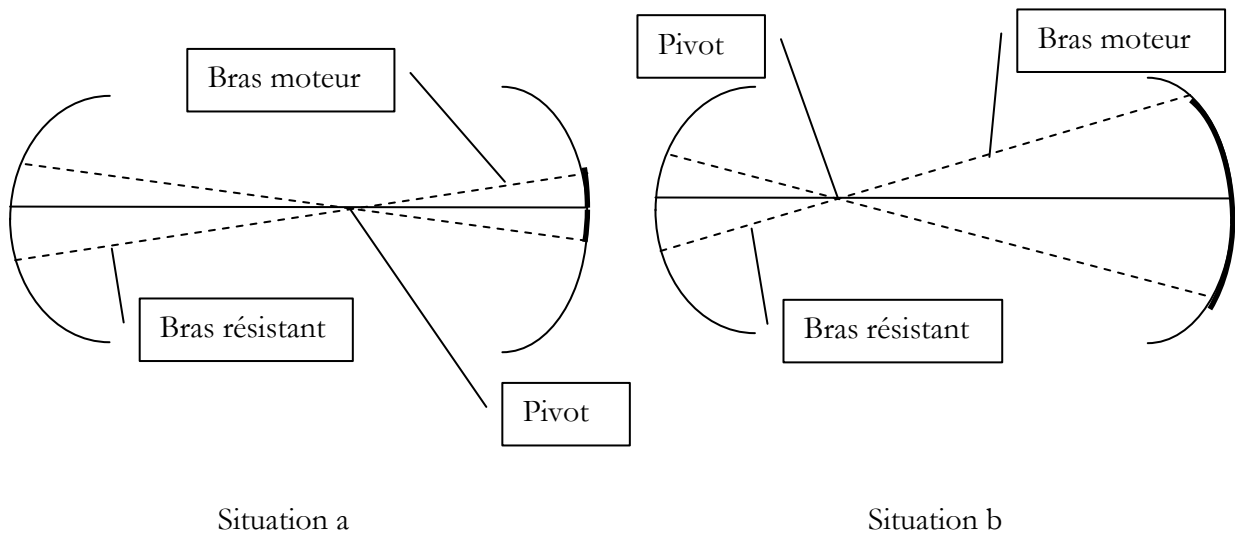 Bras moteur
Bras résistant
Pivot
Situation a
Pivot
Bras moteur
Bras résistant
Situation b